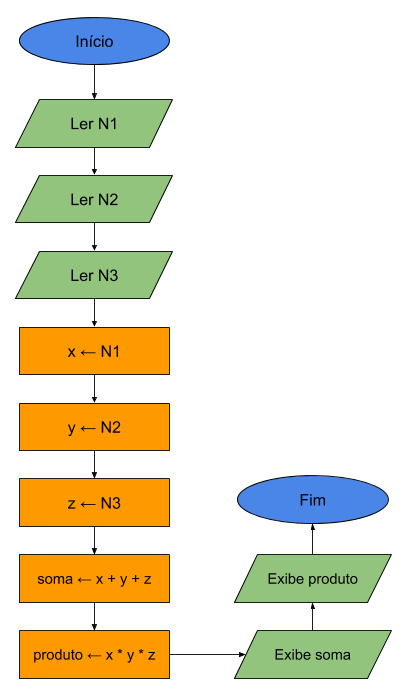 Início
Ler N1
Ler N2
Ler N3
x ← N1
y ← N2
z ← N3
soma ← x + y + z
produto ← x * y * z
Exibe soma
Exibe produto
Fim